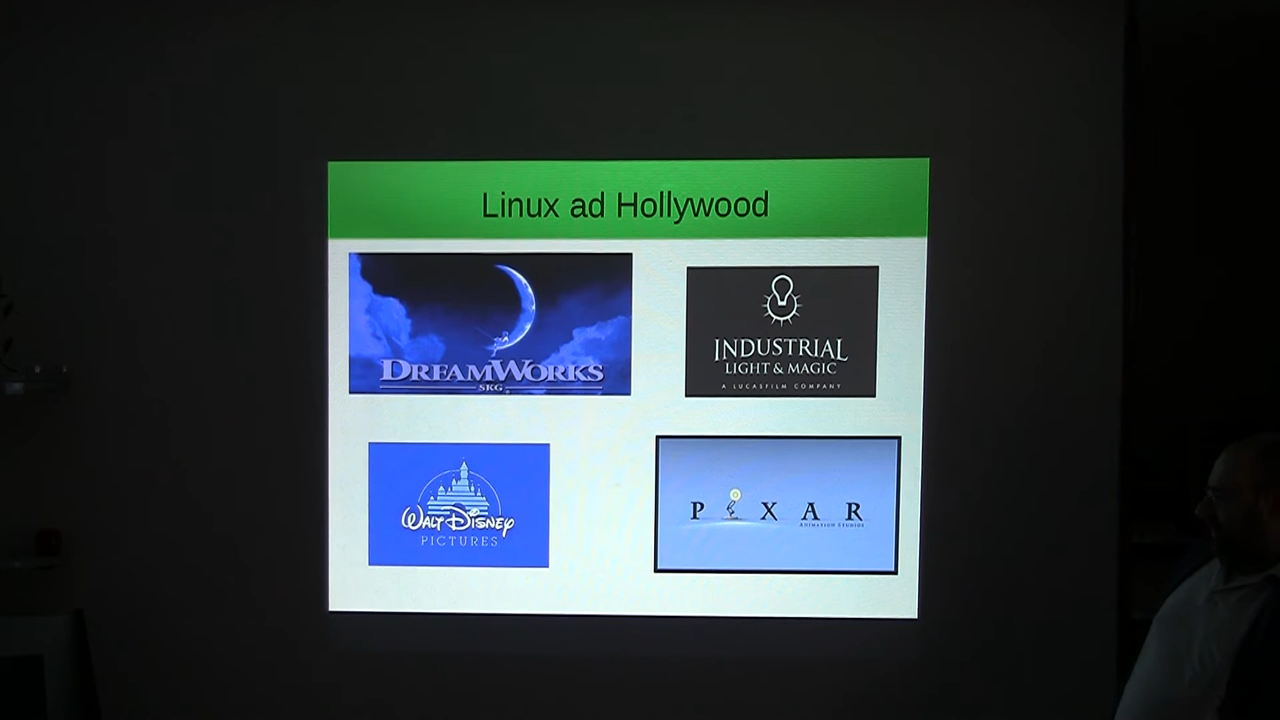 Linux ad Hollywood
DREAMWORKS
SKG
INDUSTRIAL
LIGHT & MAGIC
A LUCASFILM COMPANY
WALT DISNEY
PICTURES
PIXAR
ANIMATION STUDIOS